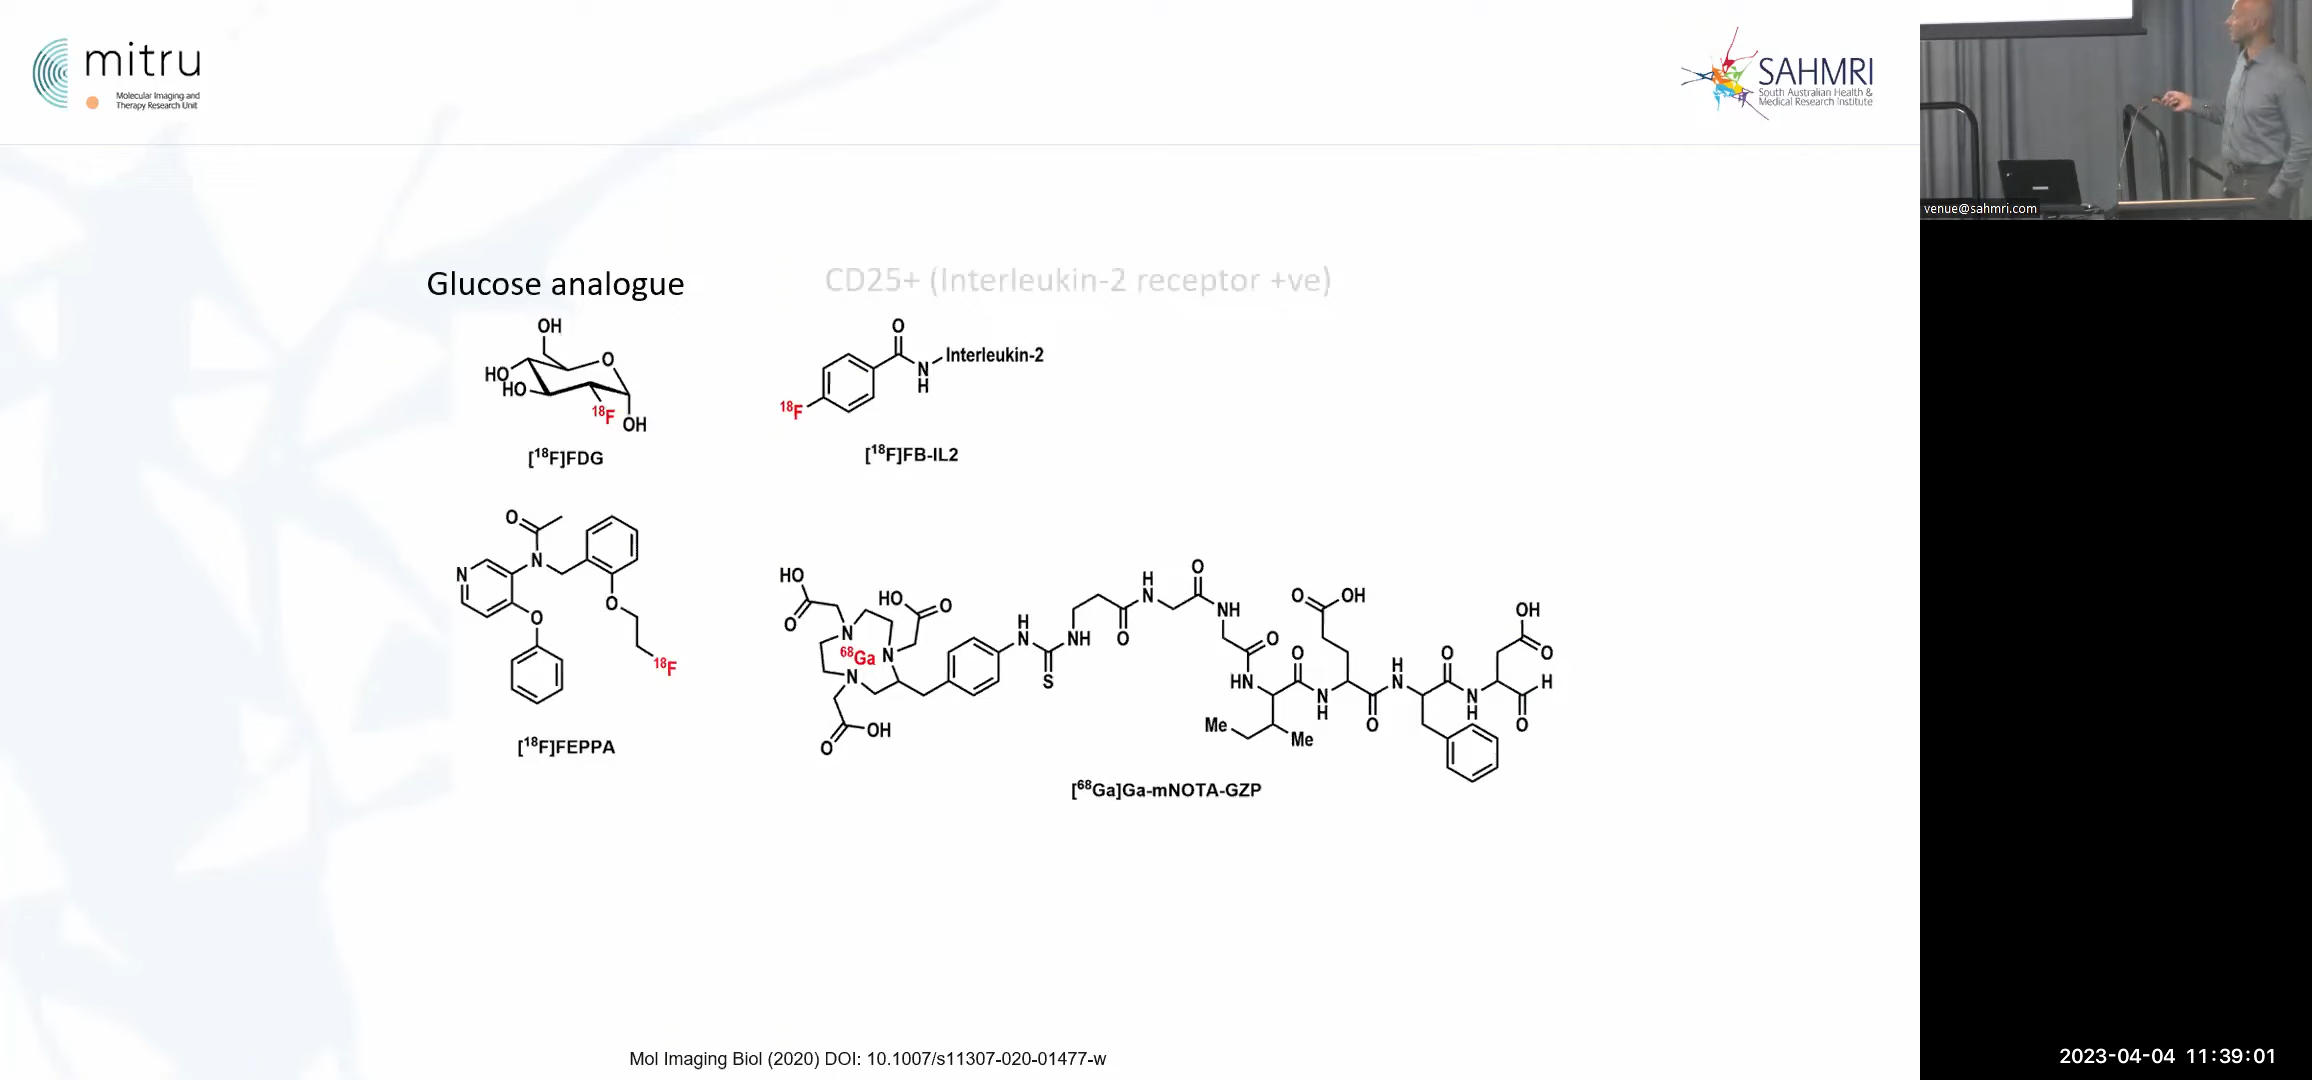 mitru
Molecular Imaging and
Therapy Research Unit
SAHMRI
South Australian Health &
Medical Research Institute
venue@sahmri.com
Glucose analogue
CD25+ (Interleukin-2 receptor +ve)
OH
O
HO
HO
18F
OH
[18F]FDG
O
N
H
Interleukin-2
18F
[18F]FB-IL2
O
N
N
O
O
18F
[18F]FEPPA
HO
O
HO
O
N
68Ga
N
N
O
OH
H
N
S
NH
O
H
N
O
NH
O
HN
Me
Me
O
N
H
O
OH
O
H
N
O
N
H
OH
O
H
O
[68Ga]Ga-mNOTA-GZP
Mol Imaging Biol (2020) DOI: 10.1007/s11307-020-01477-w
2023-04-04 11:39:01